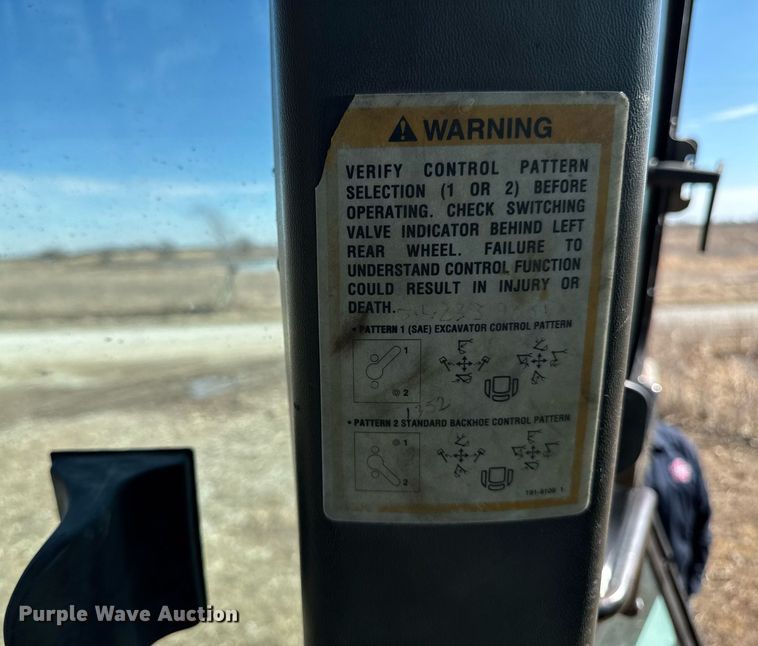 WARNING
VERIFY CONTROL PATTERN
SELECTION (1 OR 2) BEFORE
OPERATING. CHECK SWITCHING
VALVE INDICATOR BEHIND LEFT
REAR WHEEL. FAILURE TO
UNDERSTAND CONTROL FUNCTION
COULD RESULT IN INJURY OR
DEATH.
• PATTERN 1 (SAE) EXCAVATOR CONTROL PATTERN
1
2
1352
• PATTERN 2 STANDARD BACKHOE CONTROL PATTERN
1
2
Purple Wave Auction